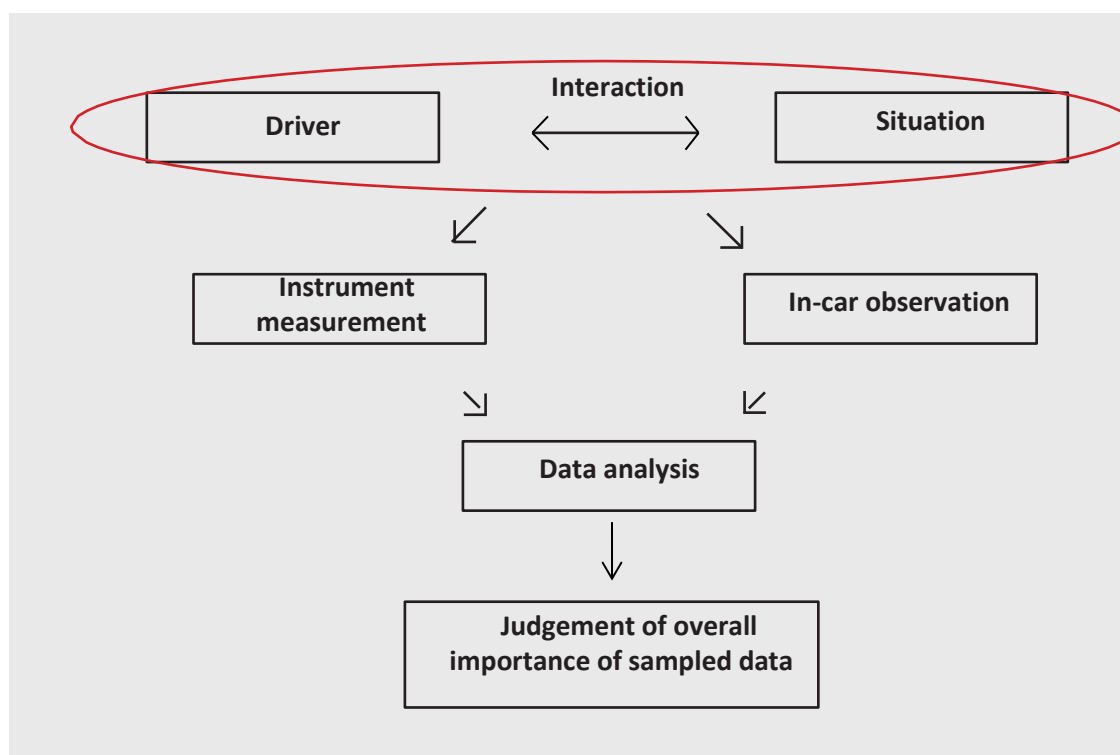 Interaction
Driver
Situation
Instrument
measurement
In-car observation
Data analysis
Judgement of overall
importance of sampled data